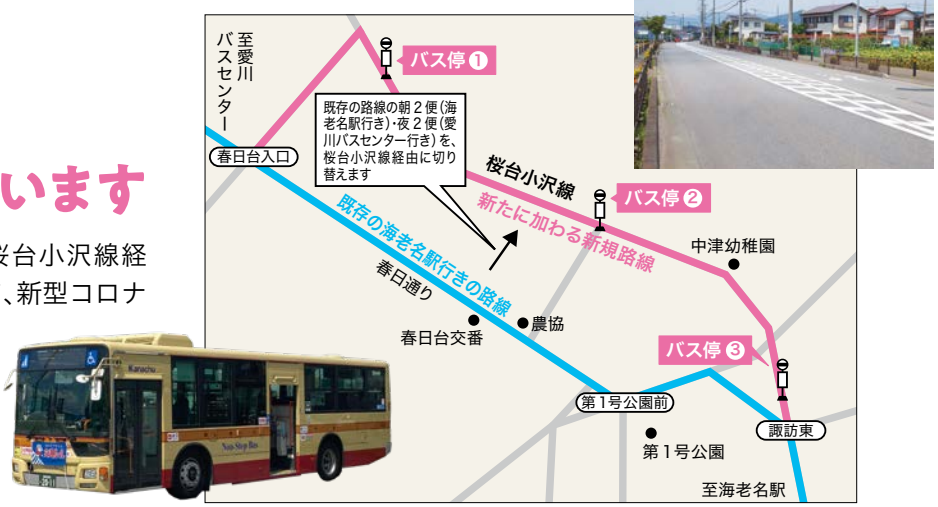 います
桜台小沢線経
、新型コロナ
至愛川
バスセンター
バス停❶
既存の路線の朝2便(海
老名駅行き)・夜2便(愛
川バスセンター行き)を、
桜台小沢線経由に切り
替えます
春日台入口
桜台小沢線
新たに加わる新規路線
バス停❷
中津幼稚園
既存の海老名駅行きの路線
春日通り
春日台交番
農協
バス停❸
第1号公園前
第1号公園
諏訪東
至海老名駅
Kanachu
Non-Step Bus